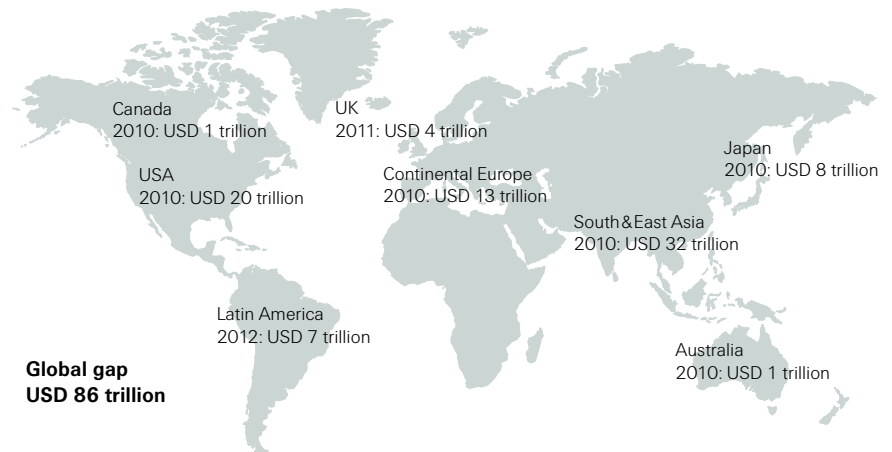 Canada
2010: USD 1 trillion
UK
2011: USD 4 trillion
USA
2010: USD 20 trillion
Continental Europe
2010: USD 13 trillion
Japan
2010: USD 8 trillion
South & East Asia
2010: USD 32 trillion
Latin America
2012: USD 7 trillion
Australia
2010: USD 1 trillion
Global gap
USD 86 trillion